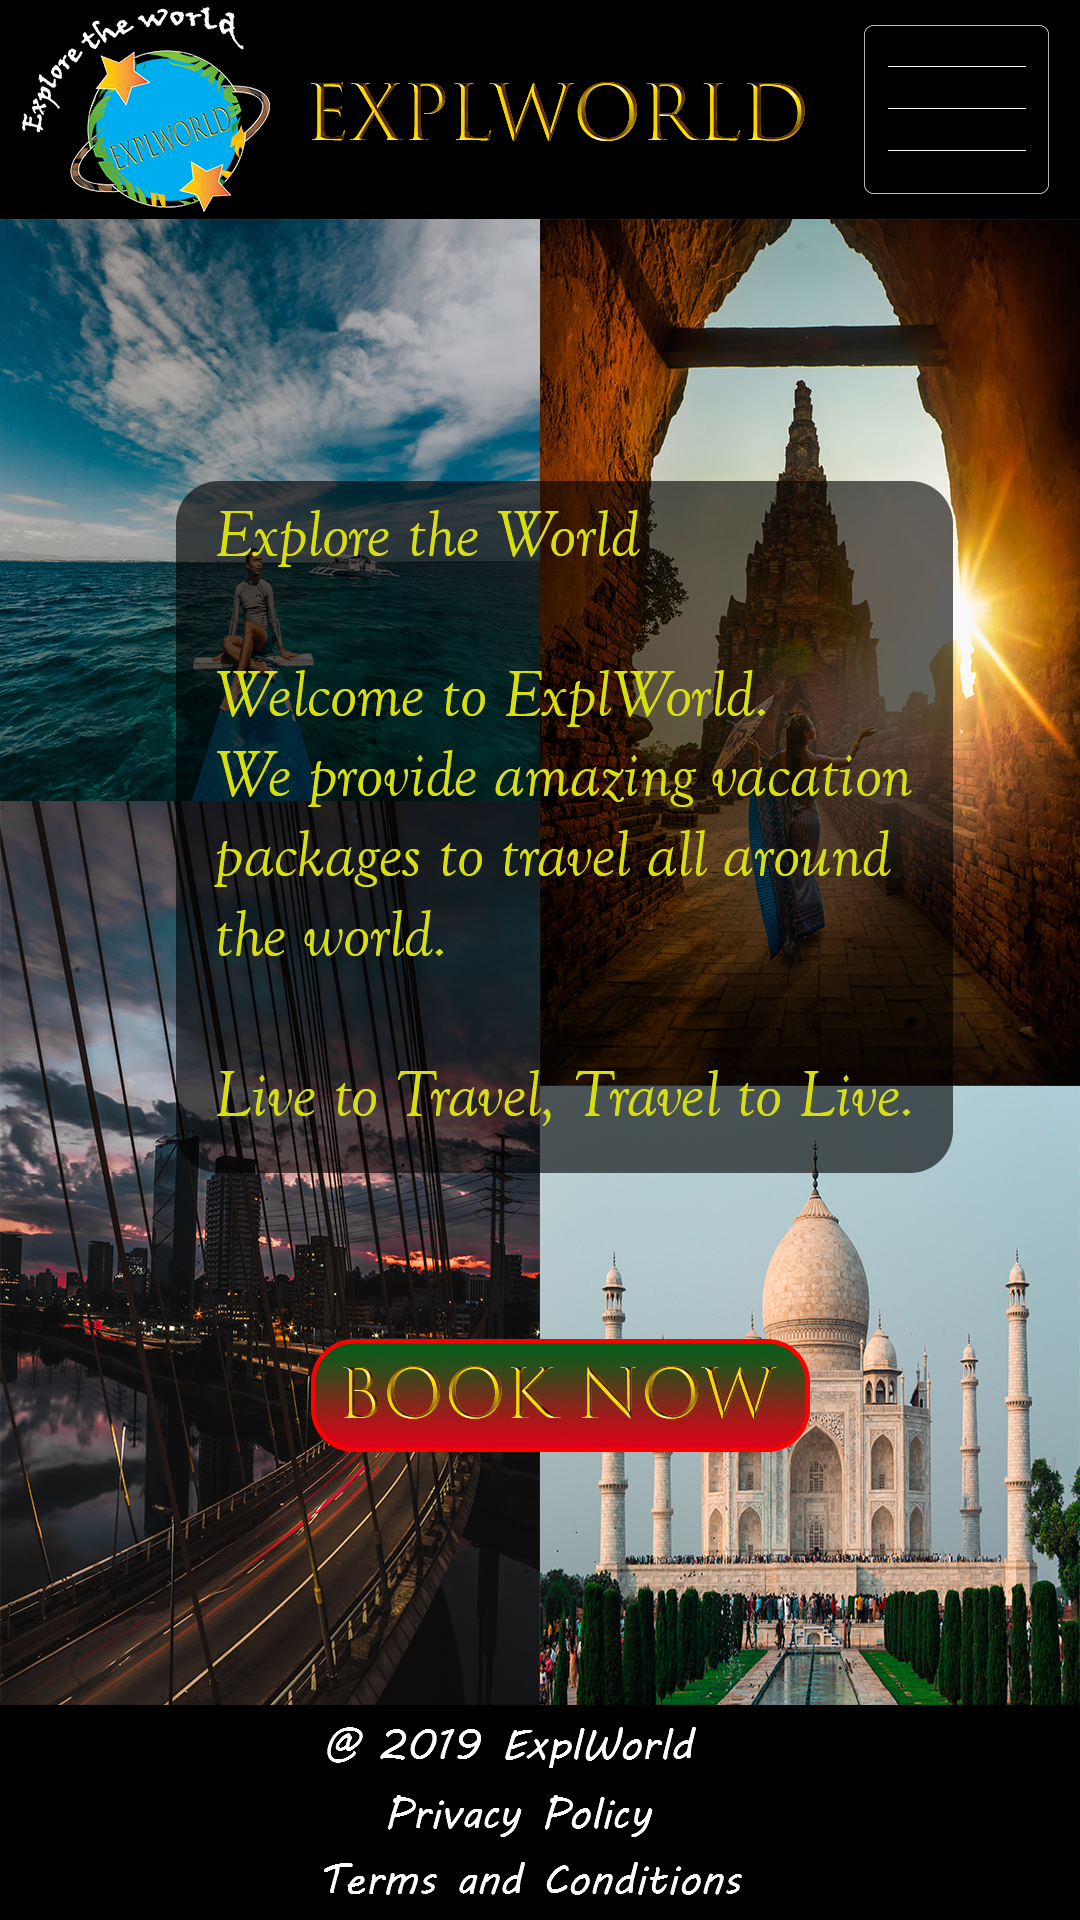 Explore the world
EXPLWORLD
EXPLWORLD
Explore the World
Welcome to ExplWorld.
We provide amazing vacation
packages to travel all around
the world.
Live to Travel, Travel to Live.
BOOK NOW
@ 2019 ExplWorld
Privacy Policy
Terms and Conditions